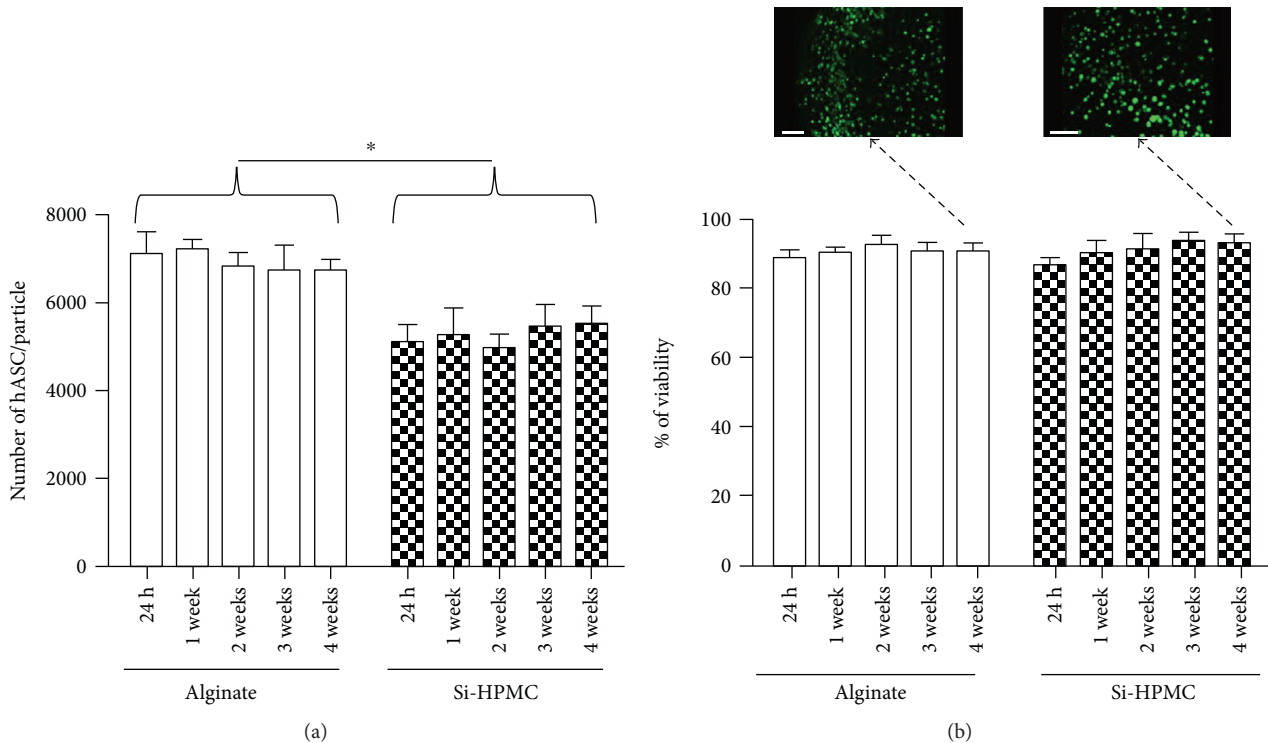 *
8000
6000
4000
2000
0
Number of hASC/particle
24 h
1 week
2 weeks
3 weeks
4 weeks
24 h
1 week
2 weeks
3 weeks
4 weeks
Alginate
Si-HPMC
(a)
100
80
60
40
20
0
% of viability
24 h
1 week
2 weeks
3 weeks
4 weeks
24 h
1 week
2 weeks
3 weeks
4 weeks
Alginate
Si-HPMC
(b)